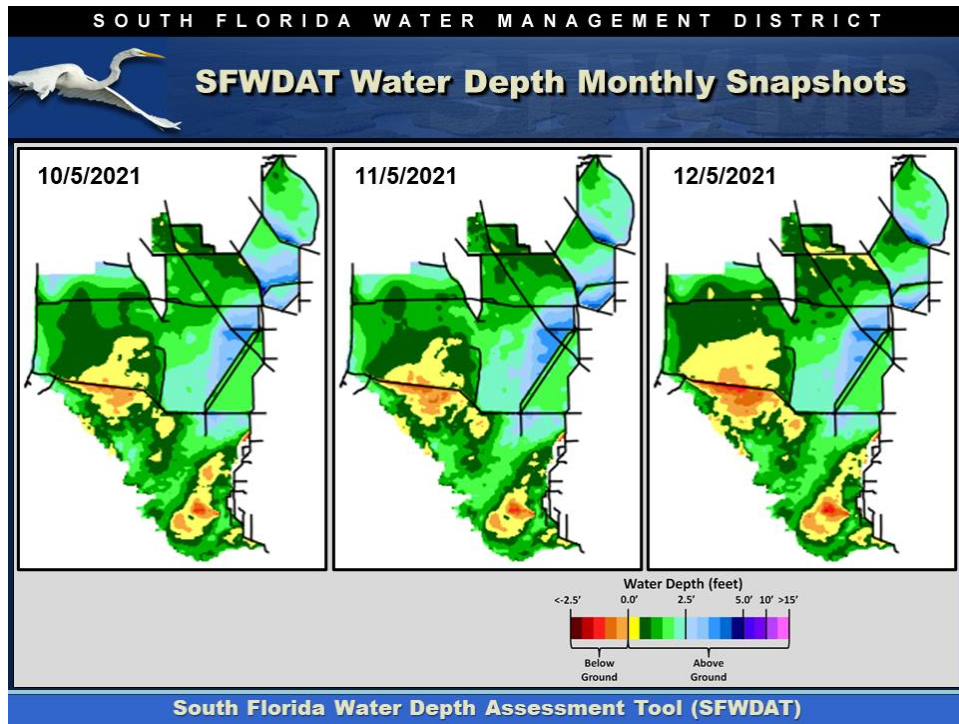 SOUTH FLORIDA WATER MANAGEMENT DISTRICT
SFWDAT Water Depth Monthly Snapshots
10/5/2021
11/5/2021
12/5/2021
Water Depth (feet)
<-2.5' 0.0' 2.5' 5.0' 10' >15'
Below Above
Ground Ground
South Florida Water Depth Assessment Tool (SFWDAT)